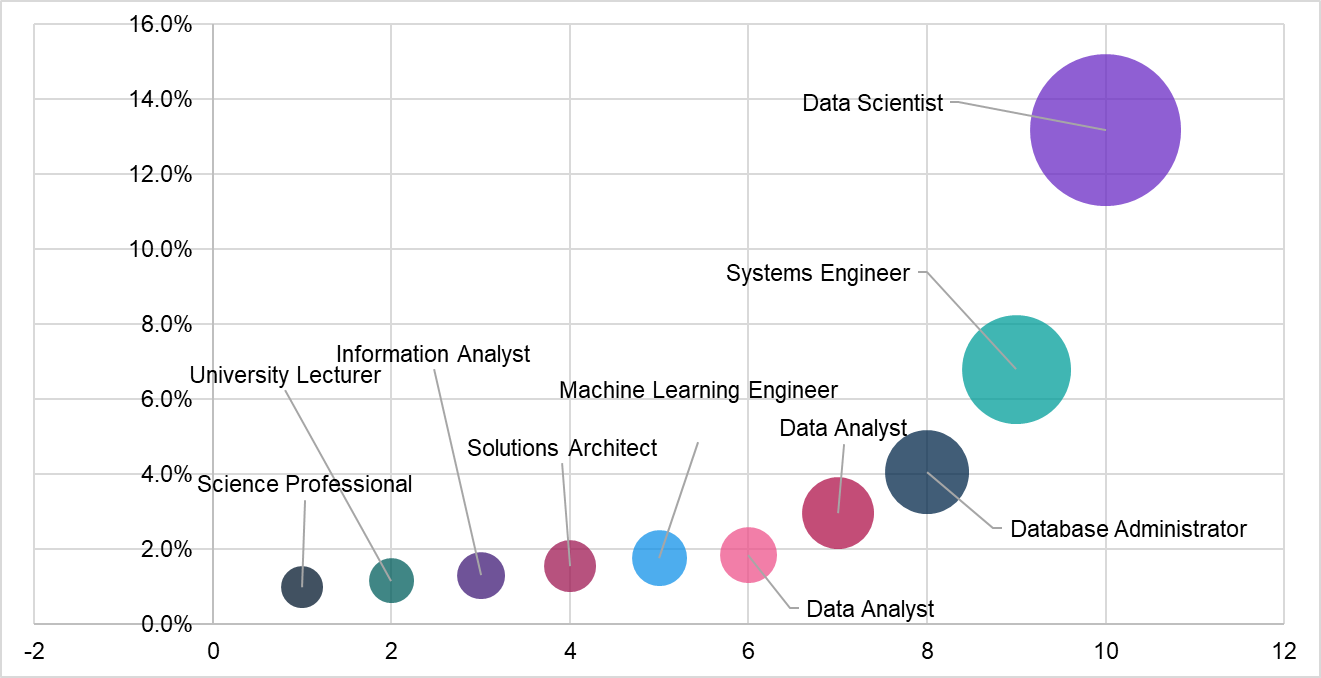 16.0%
14.0%
Data Scientist
12.0%
10.0%
Systems Engineer
8.0%
Information Analyst
University Lecturer
6.0%
Machine Learning Engineer
Data Analyst
Solutions Architect
4.0%
Science Professional
Database Administrator
2.0%
Data Analyst
0.0%
-2 0 2 4 6 8 10 12